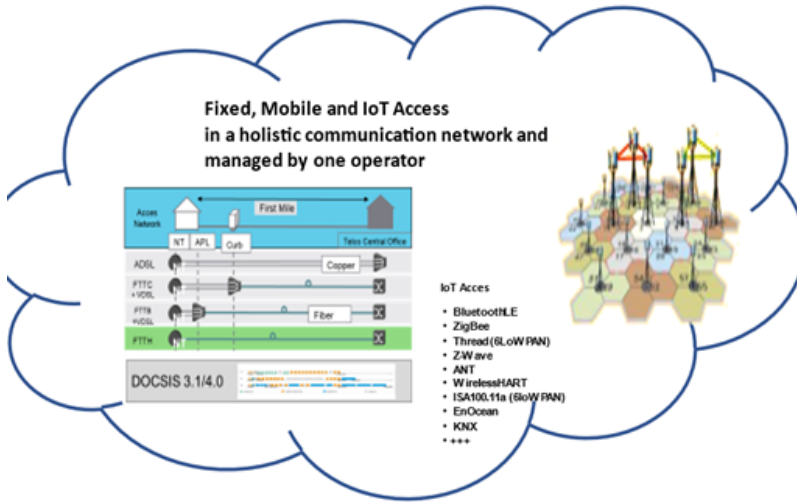 Fixed, Mobile and IoT Access
in a holistic communication network and
managed by one operator
Acces
Network
First Mile
NT
APL
Curb
Telco Central Office
ADSL
Copper
FTTC
+ VDSL
FTTB
+VDSL
Fiber
FTTH
DOCSIS 3.1/4.0
IoT Acces
• BluetoothLE
• ZigBee
• Thread (6LoWPAN)
• Z-Wave
• ANT
• WirelessHART
• ISA100.11a (6loWPAN)
• EnOcean
• KNX
• +++